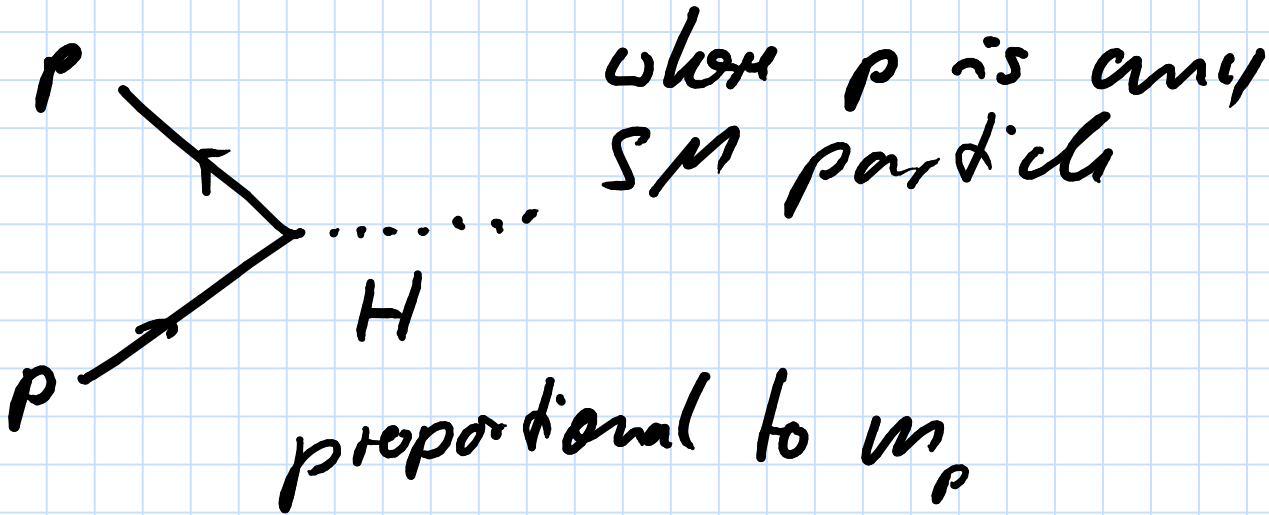 p
where p is any
SM particle
H
p
proportional to m_p